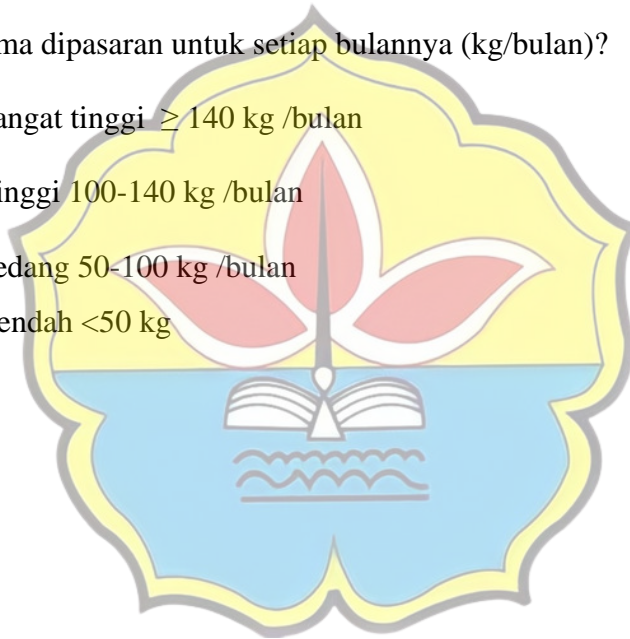 ma dipasaran untuk setiap bulannya (kg/bulan)?
angat tinggi ≥ 140 kg /bulan
inggi 100-140 kg /bulan
edang 50-100 kg /bulan
endah <50 kg